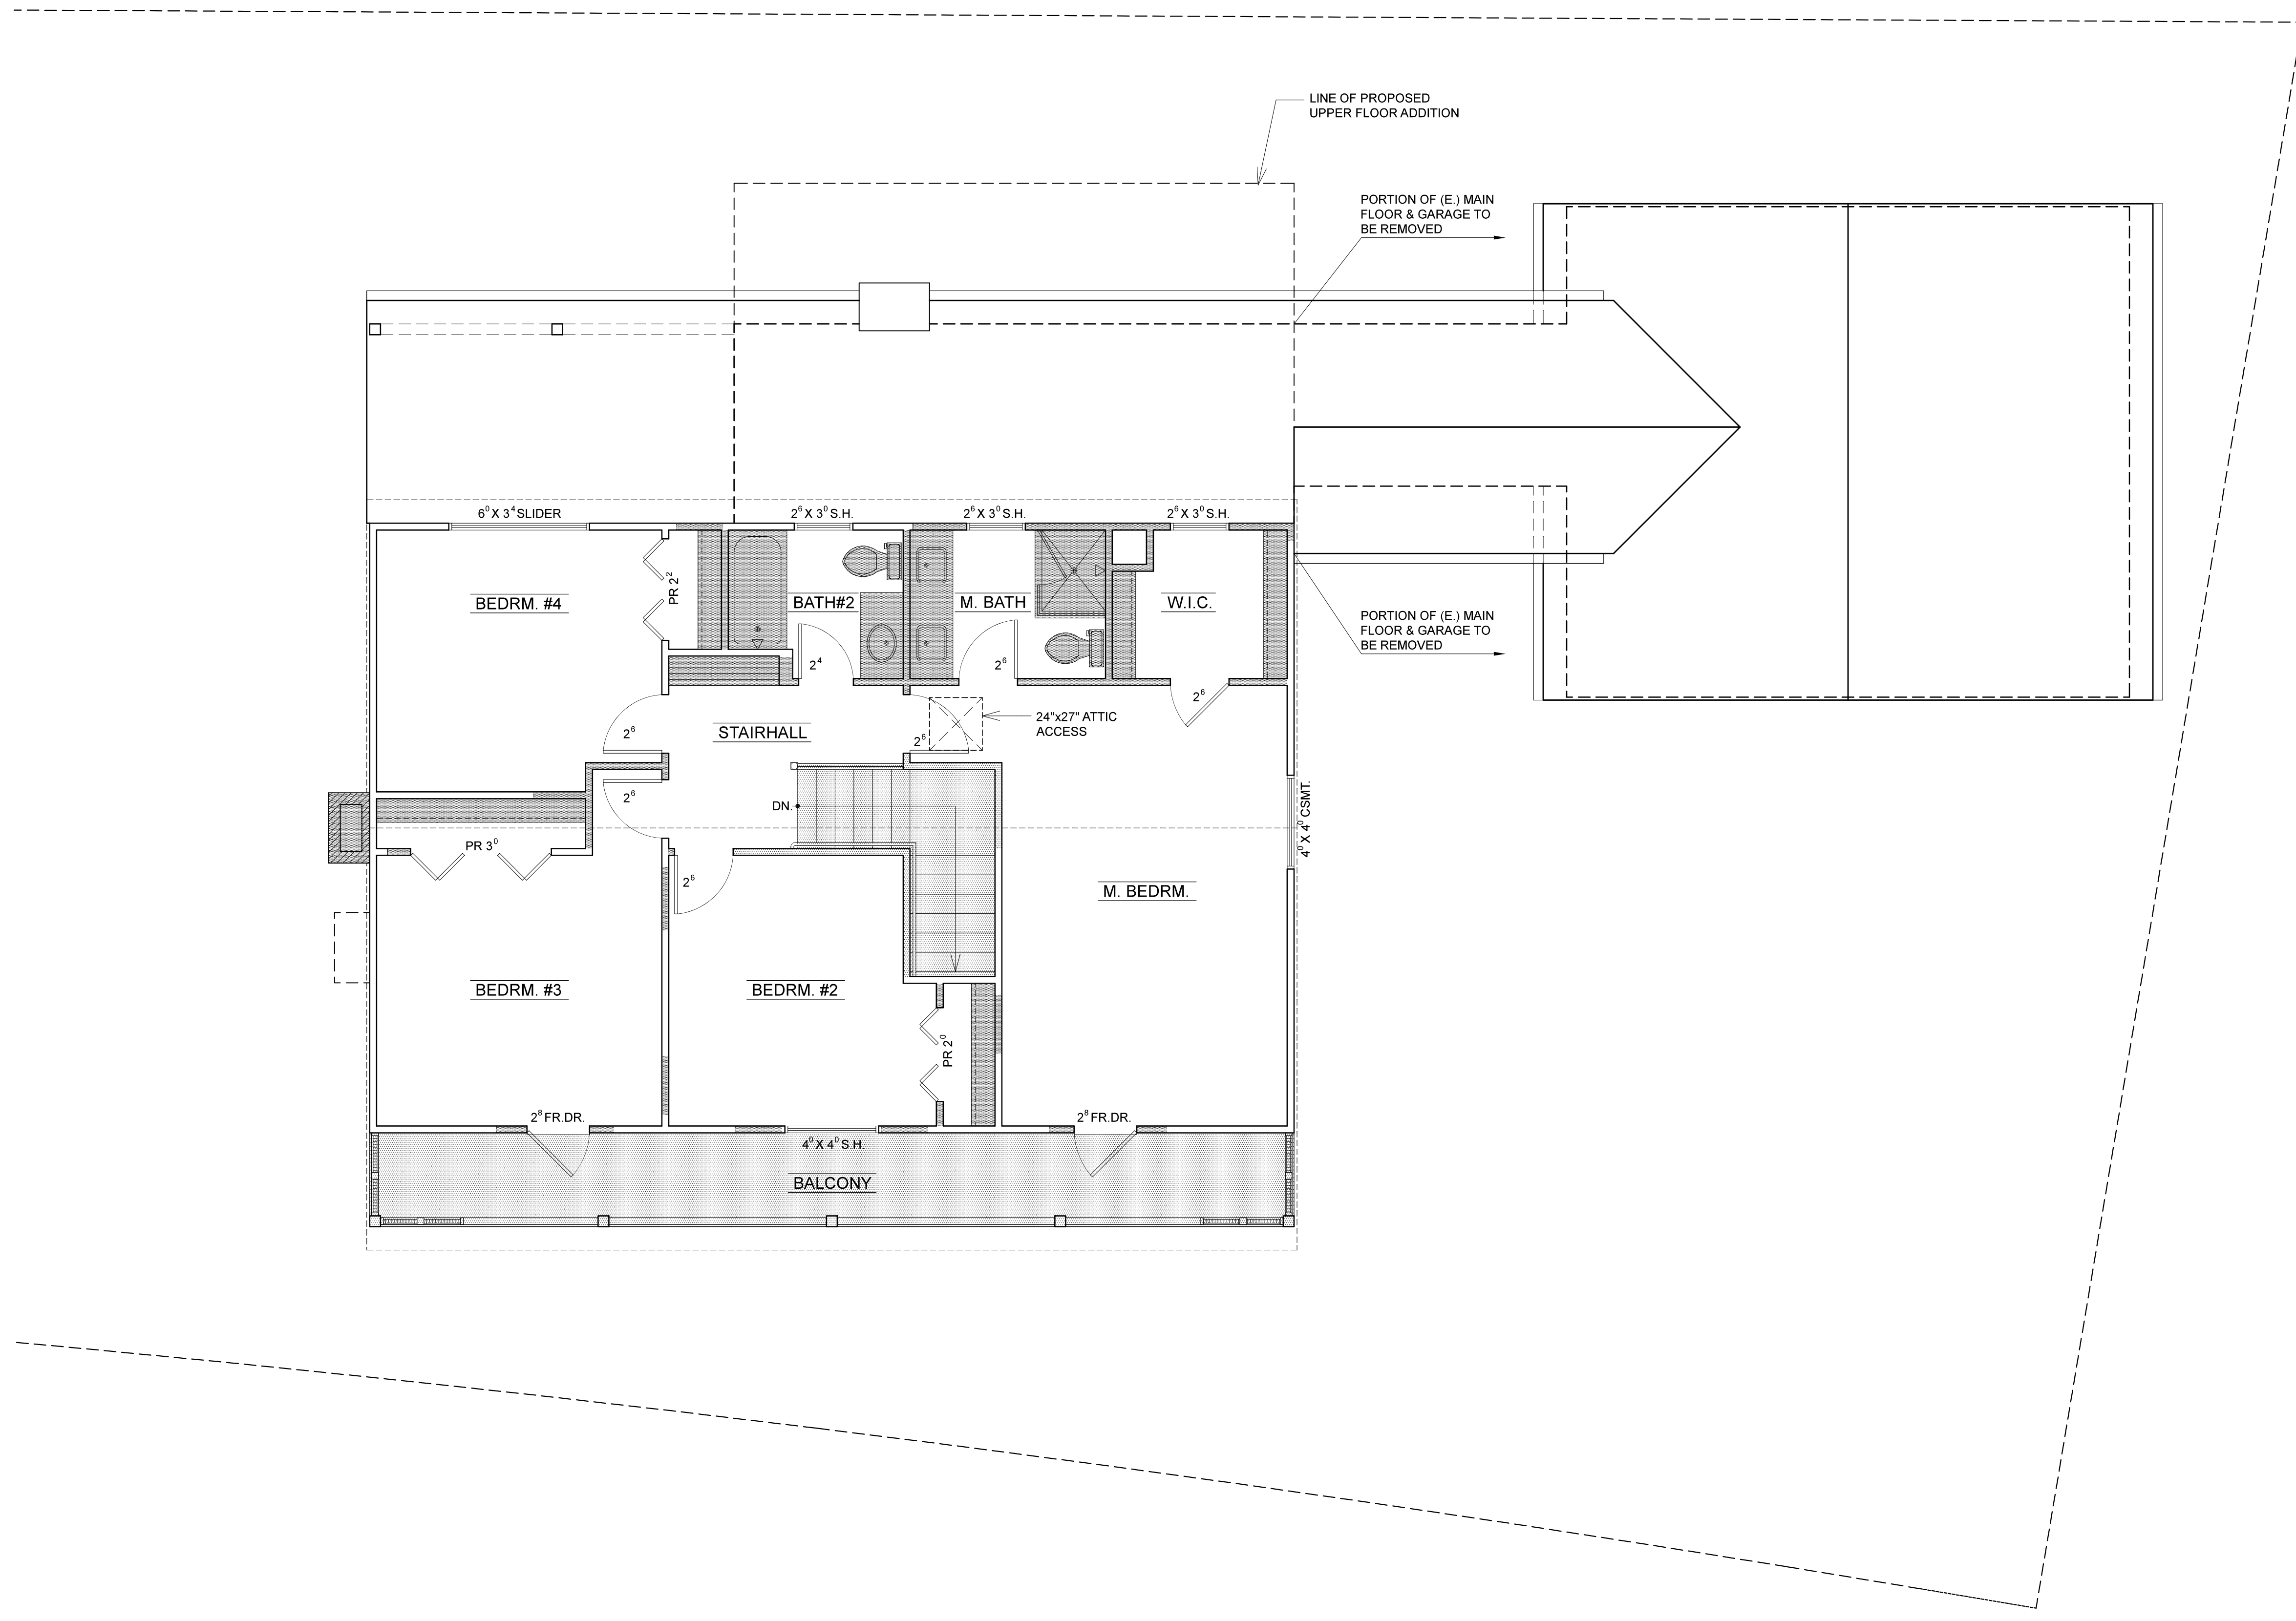 LINE OF PROPOSED
UPPER FLOOR ADDITION
PORTION OF (E.) MAIN
FLOOR & GARAGE TO
BE REMOVED
6⁰ X 3⁴ SLIDER
2⁶ X 3⁰ S.H.
2⁶ X 3⁰ S.H.
2⁶ X 3⁰ S.H.
PR 2²
BEDRM. #4
BATH#2
M. BATH
W.I.C.
PORTION OF (E.) MAIN
FLOOR & GARAGE TO
BE REMOVED
2⁴
2⁶
2⁶
24"x27" ATTIC
ACCESS
STAIRHALL
2⁶
2⁶
2⁶
DN.
4⁰ X 4⁰ CSMT.
PR 3⁰
2⁶
M. BEDRM.
BEDRM. #3
BEDRM. #2
PR 2⁰
2⁸ FR.DR.
2⁸ FR.DR.
4⁰ X 4⁰ S.H.
BALCONY